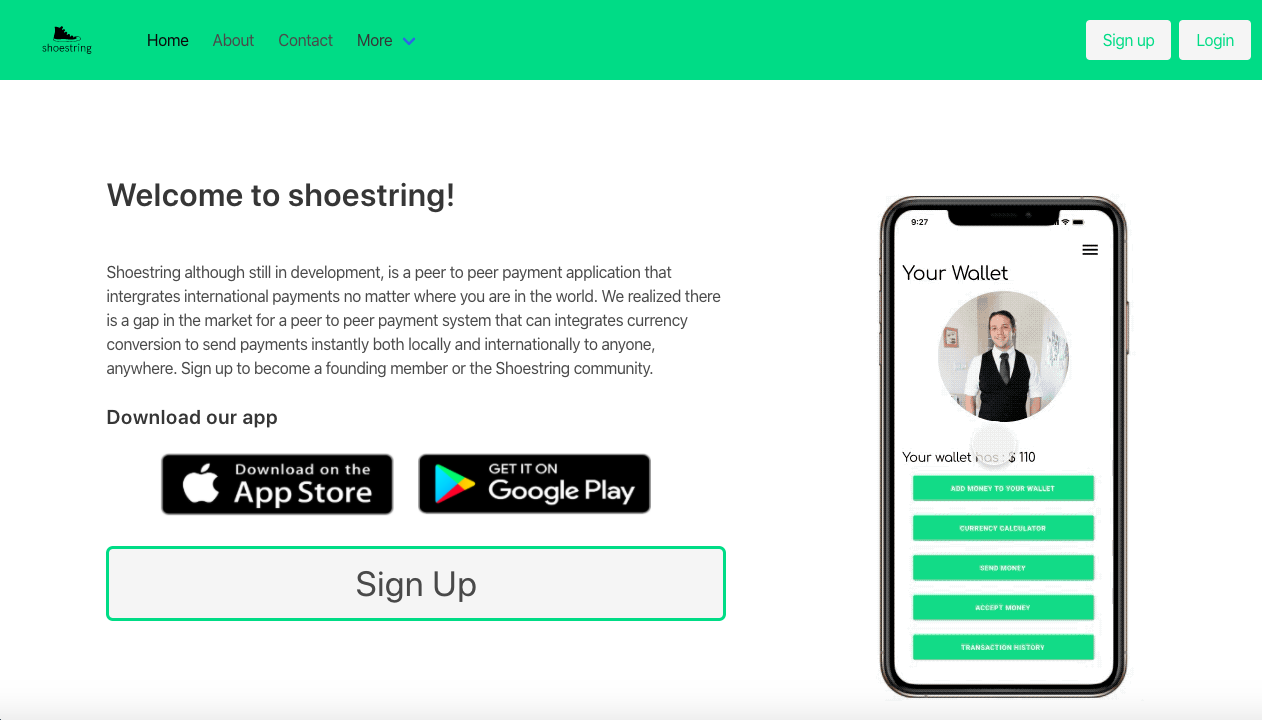 shoestring
Home About Contact More
Sign up Login
Welcome to shoestring!
Shoestring although still in development, is a peer to peer payment application that
intergrates international payments no matter where you are in the world. We realized there
is a gap in the market for a peer to peer payment system that can integrates currency
conversion to send payments instantly both locally and internationally to anyone,
anywhere. Sign up to become a founding member or the Shoestring community.
Download our app
Download on the
App Store
GET IT ON
Google Play
Sign Up
9:27
Your Wallet
Your wallet has : $ 110
ADD MONEY TO YOUR WALLET
CURRENCY CALCULATOR
SEND MONEY
ACCEPT MONEY
TRANSACTION HISTORY